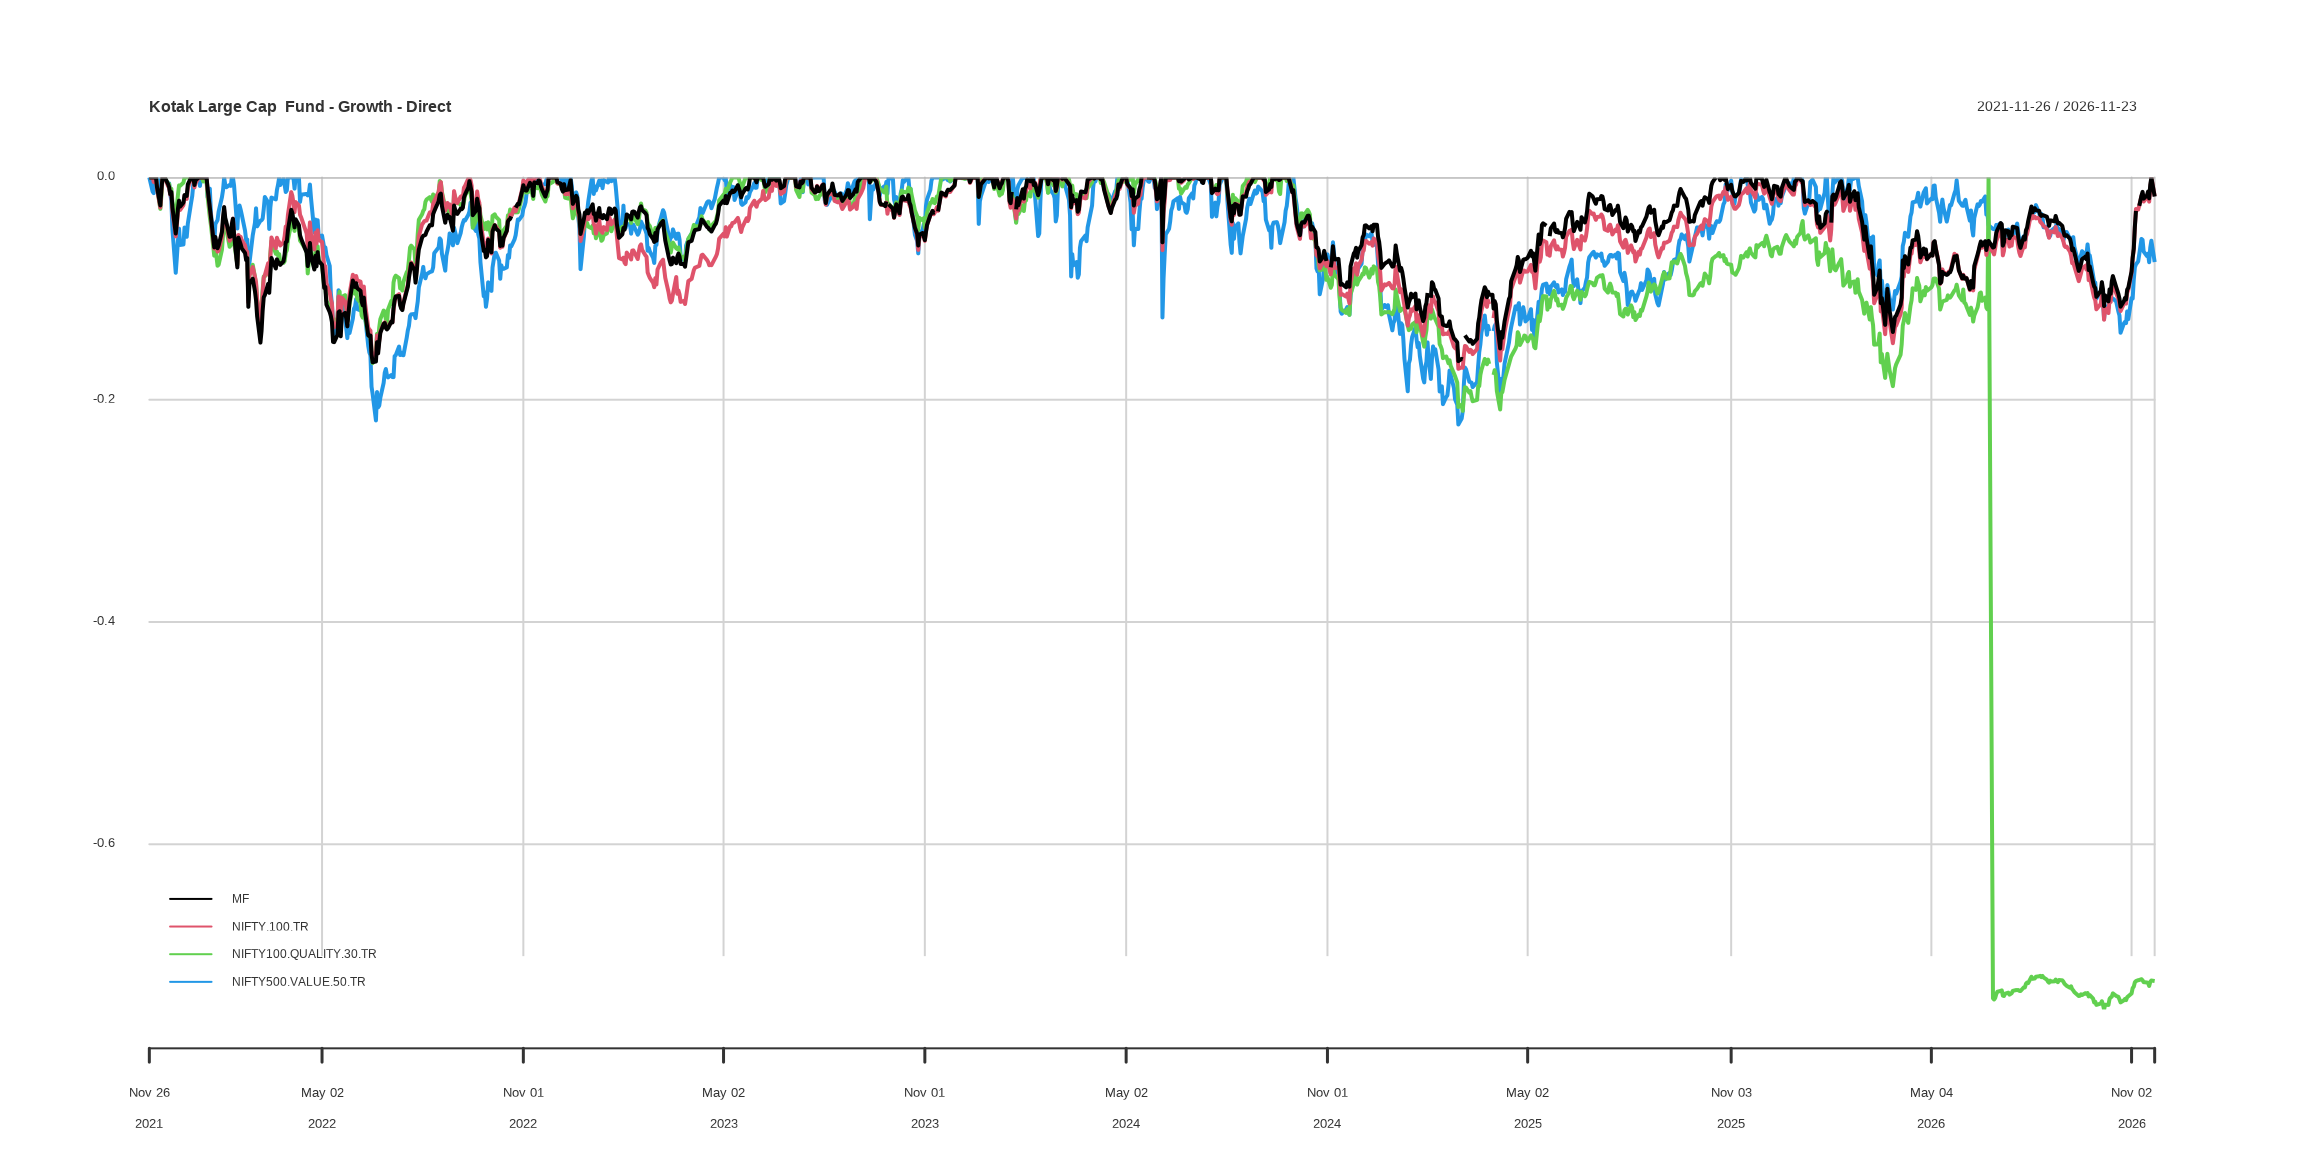 Kotak Large Cap  Fund - Growth - Direct
2021-11-26 / 2026-11-23
0.0
-0.2
-0.4
-0.6
MF
NIFTY.100.TR
NIFTY100.QUALITY.30.TR
NIFTY500.VALUE.50.TR
Nov 26 May 02 Nov 01 May 02 Nov 01 May 02 Nov 01 May 02 Nov 03 May 04 Nov 02
2021 2022 2022 2023 2023 2024 2024 2025 2025 2026 2026